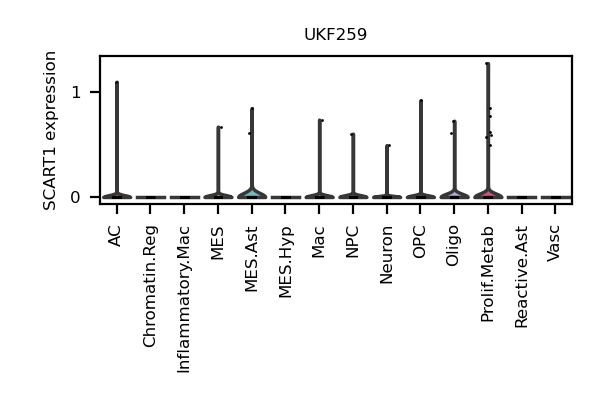 UKF259
SCART1 expression
1
0
AC
Chromatin.Reg
Inflammatory.Mac
MES
MES.Ast
MES.Hyp
Mac
NPC
Neuron
OPC
Oligo
Prolif.Metab
Reactive.Ast
Vasc